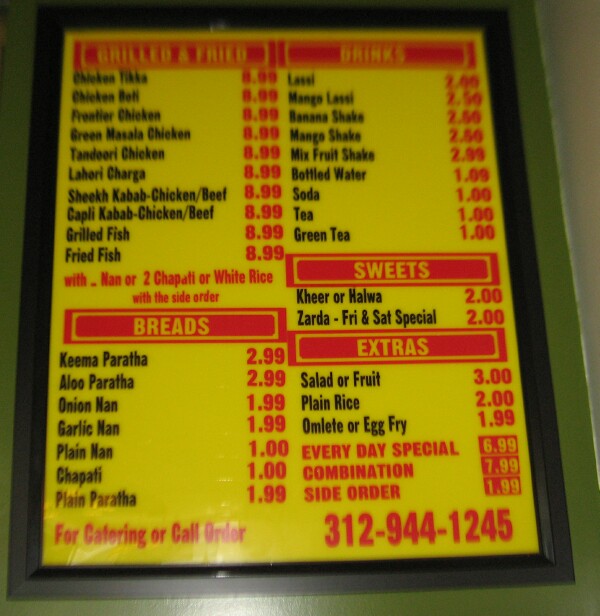 GRILLED & FRIED
Chicken Tikka 8.99
Chicken Boti 8.99
Frontier Chicken 8.99
Green Masala Chicken 8.99
Tandoori Chicken 8.99
Lahori Charga 8.99
Sheekh Kabab-Chicken/Beef 8.99
Capli Kabab-Chicken/Beef 8.99
Grilled Fish 8.99
Fried Fish 8.99
with .. Nan or 2 Chapati or White Rice
with the side order
BREADS
Keema Paratha 2.99
Aloo Paratha 2.99
Onion Nan 1.99
Garlic Nan 1.99
Plain Nan 1.00
Chapati 1.00
Plain Paratha 1.99
DRINKS
Lassi 2.00
Mango Lassi 2.50
Banana Shake 2.50
Mango Shake 2.50
Mix Fruit Shake 2.99
Bottled Water 1.09
Soda 1.00
Tea 1.00
Green Tea 1.00
SWEETS
Kheer or Halwa 2.00
Zarda - Fri & Sat Special 2.00
EXTRAS
Salad or Fruit 3.00
Plain Rice 2.00
Omlete or Egg Fry 1.99
EVERY DAY SPECIAL 6.99
COMBINATION 7.99
SIDE ORDER 1.99
For Catering or Call Order 312-944-1245